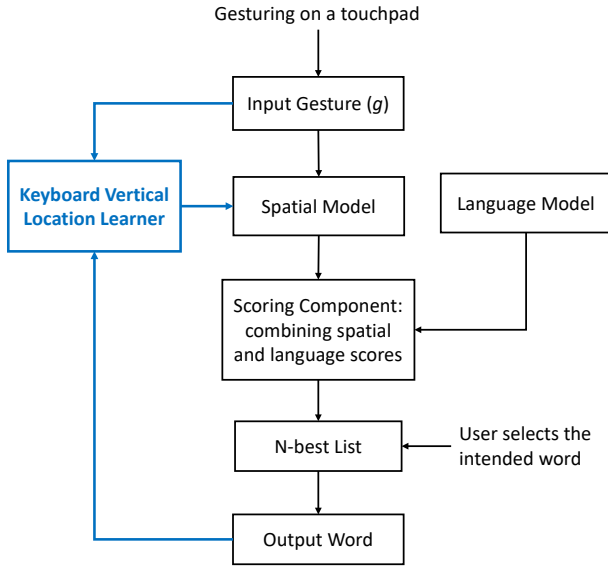 Gesturing on a touchpad
Input Gesture (g)
Keyboard Vertical
Location Learner
Spatial Model
Language Model
Scoring Component:
combining spatial
and language scores
N-best List
User selects the
intended word
Output Word